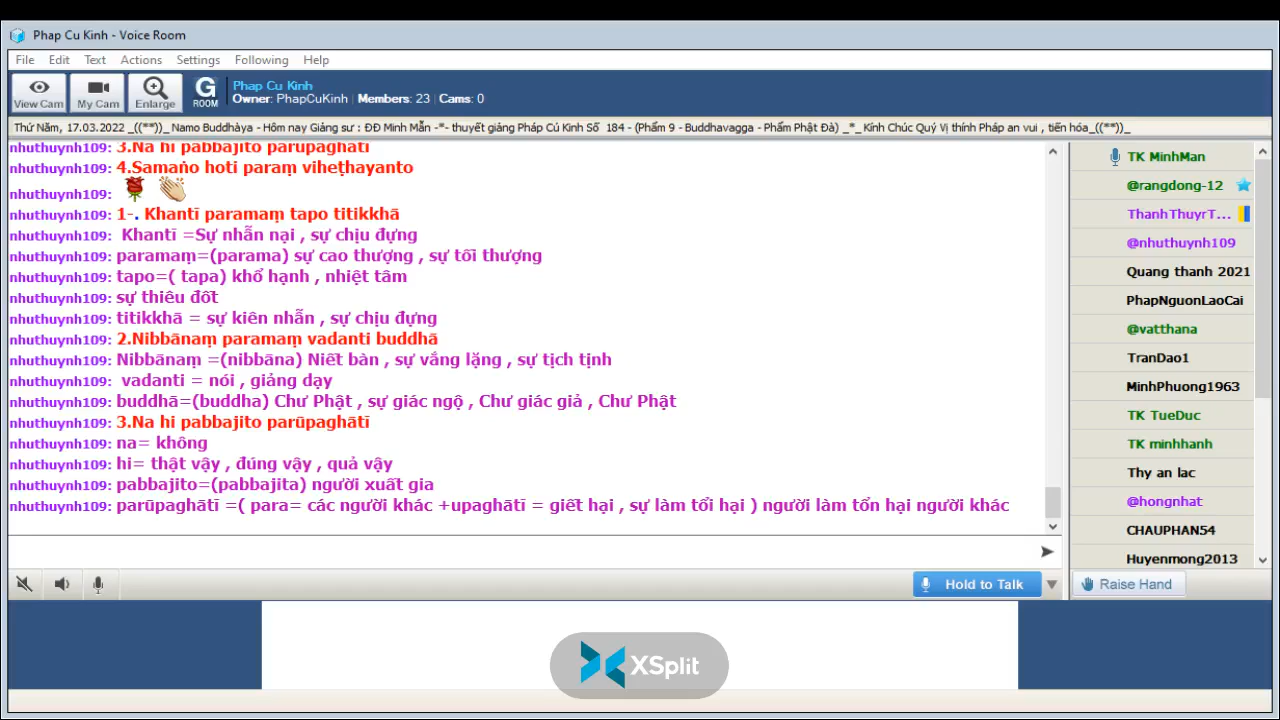 Phap Cu Kinh - Voice Room
File Edit Text Actions Settings Following Help
View Cam My Cam Enlarge G ROOM
Phap Cu Kinh
Owner: PhapCuKinh Members: 23 Cams: 0
Thứ Năm, 17.03.2022 _((**))_ Namo Buddhàya - Hôm nay Giảng sư : ĐĐ Minh Mẫn -*- thuyết giảng Pháp Cú Kinh Số 184 - (Phẩm 9 - Buddhavagga - Phẩm Phật Đà) _*_ Kính Chúc Quý Vị thính Pháp an vui , tiến hóa_((**))_
nhuthuynh109: 3.Na hi pabbajito parūpaghātī
nhuthuynh109: 4.Samaṅo hoti paraṃ viheṭhayanto
nhuthuynh109:
nhuthuynh109: 1-. Khantī paramaṃ tapo titikkhā
nhuthuynh109: Khantī =Sự nhẫn nại , sự chịu đựng
nhuthuynh109: paramaṃ=(parama) sự cao thượng , sự tối thượng
nhuthuynh109: tapo=( tapa) khổ hạnh , nhiệt tâm
nhuthuynh109: sự thiêu đốt
nhuthuynh109: titikkhā = sự kiên nhẫn , sự chịu đựng
nhuthuynh109: 2.Nibbānaṃ paramaṃ vadanti buddhā
nhuthuynh109: Nibbānaṃ =(nibbāna) Niết bàn , sự vắng lặng , sự tịch tịnh
nhuthuynh109: vadanti = nói , giảng dạy
nhuthuynh109: buddhā=(buddha) Chư Phật , sự giác ngộ , Chư giác giả , Chư Phật
nhuthuynh109: 3.Na hi pabbajito parūpaghātī
nhuthuynh109: na= không
nhuthuynh109: hi= thật vậy , đúng vậy , quả vậy
nhuthuynh109: pabbajito=(pabbajita) người xuất gia
nhuthuynh109: parūpaghātī =( para= các người khác +upaghātī = giết hại , sự làm tổi hại ) người làm tổn hại người khác
TK MinhMan
@rangdong-12
ThanhThuyrT...
@nhuthuynh109
Quang thanh 2021
PhapNguonLaoCai
@vatthana
TranDao1
MinhPhuong1963
TK TueDuc
TK minhhanh
Thy an lac
@hongnhat
CHAUPHAN54
Huyenmong2013
Hold to Talk
Raise Hand
XSplit